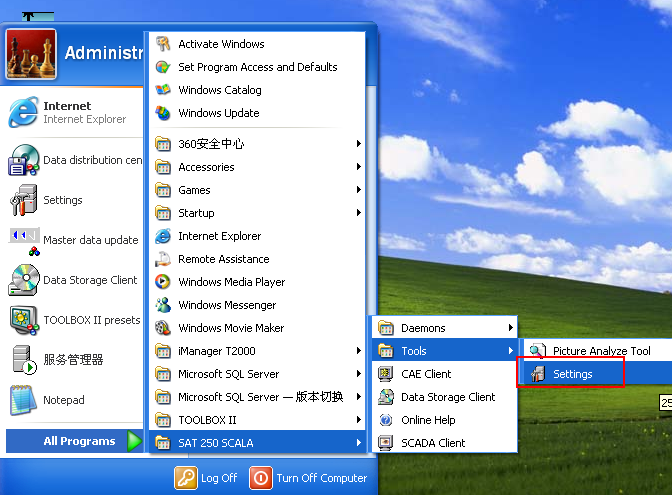 Administr
Internet
Internet Explorer
Data distribution cen
Settings
Master data update
Data Storage Client
TOOLBOX II presets
服务管理器
Notepad
All Programs
Activate Windows
Set Program Access and Defaults
Windows Catalog
Windows Update
360安全中心
Accessories
Games
Startup
Internet Explorer
Remote Assistance
Windows Media Player
Windows Messenger
Windows Movie Maker
iManager T2000
Microsoft SQL Server
Microsoft SQL Server — 版本切换
TOOLBOX II
SAT 250 SCALA
Daemons
Tools
CAE Client
Data Storage Client
Online Help
SCADA Client
Picture Analyze Tool
Settings
25
Log Off
Turn Off Computer